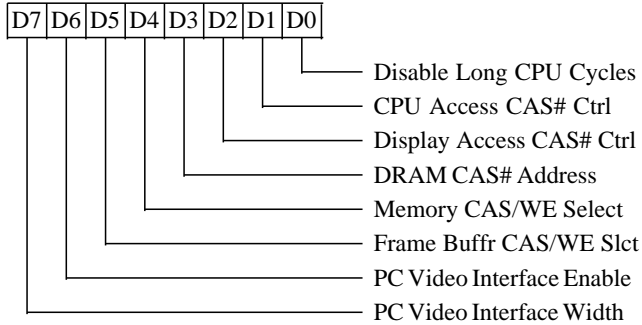 D7 D6 D5 D4 D3 D2 D1 D0
Disable Long CPU Cycles
CPU Access CAS# Ctrl
Display Access CAS# Ctrl
DRAM CAS# Address
Memory CAS/WE Select
Frame Buffr CAS/WE Slct
PC Video Interface Enable
PC Video Interface Width